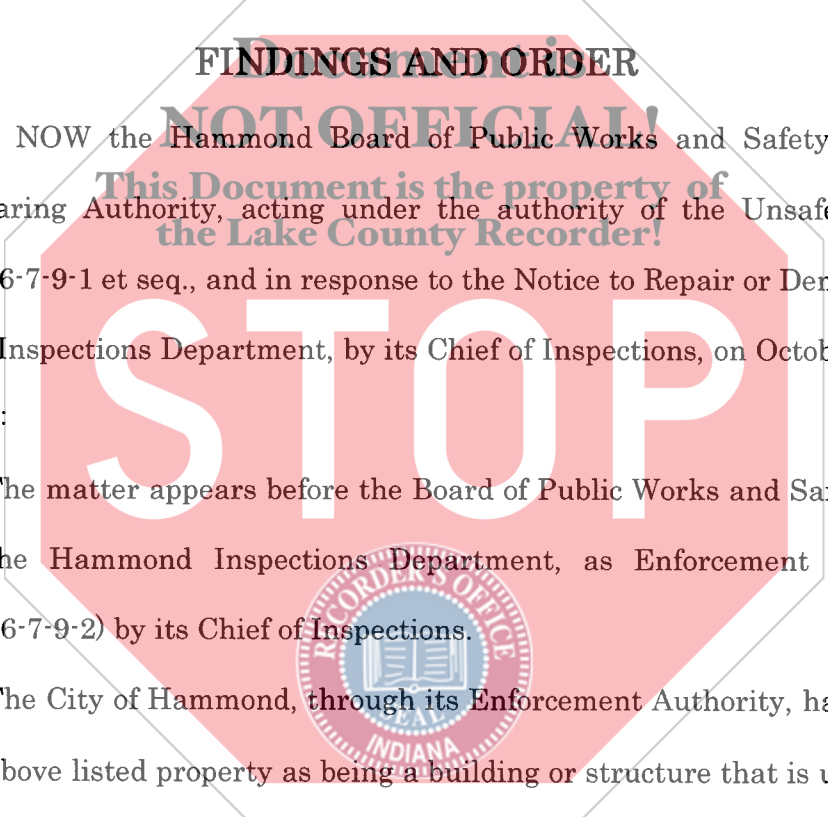 FINDINGS AND ORDER
Document is
NOT OFFICIAL!
NOW the Hammond Board of Public Works and Safety
This Document is the property of
aring Authority, acting under the authority of the Unsafe
the Lake County Recorder!
6-7-9-1 et seq., and in response to the Notice to Repair or Dem
Inspections Department, by its Chief of Inspections, on Octob
:
STOP
The matter appears before the Board of Public Works and Saf
he Hammond Inspections Department, as Enforcement
RECORDER'S OFFICE
6-7-9-2) by its Chief of Inspections.
The City of Hammond, through its Enforcement Authority, ha
SEAL
INDIANA
bove listed property as being a building or structure that is u